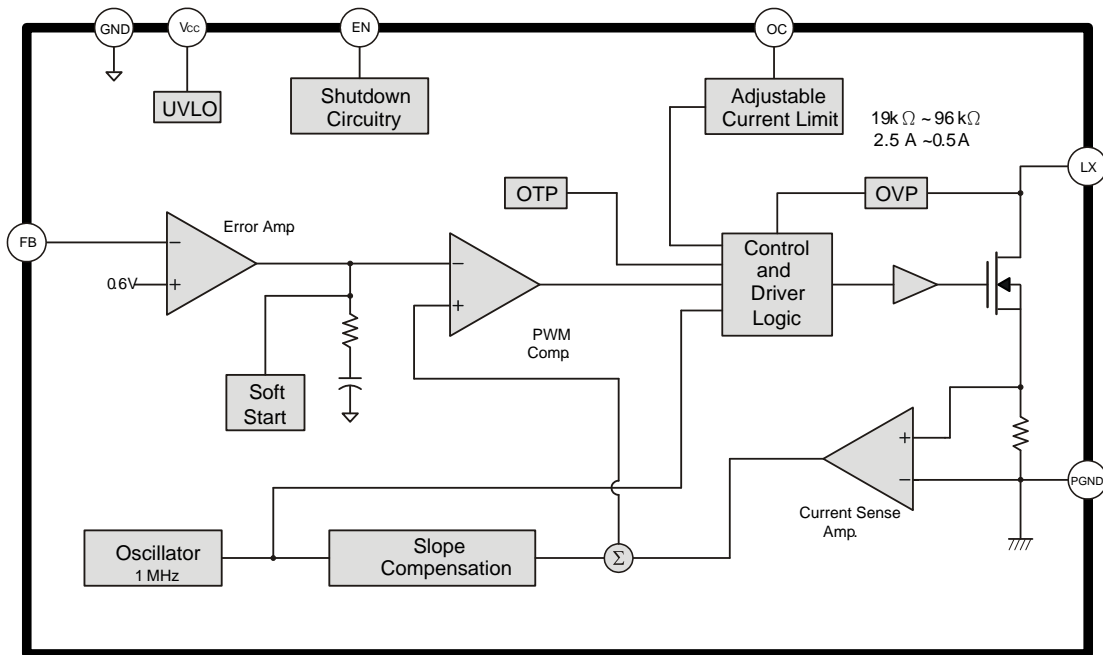 GND
Vcc
EN
OC
UVLO
Shutdown
Circuitry
Adjustable
Current Limit
19kΩ ~ 96kΩ
2.5 A ~0.5A
LX
OTP
OVP
FB
Error Amp
−
+
0.6V
−
+
PWM
Comp.
Control
and
Driver
Logic
Soft
Start
+
−
Current Sense
Amp.
PGND
Oscillator
1 MHz
Slope
Compensation
Σ